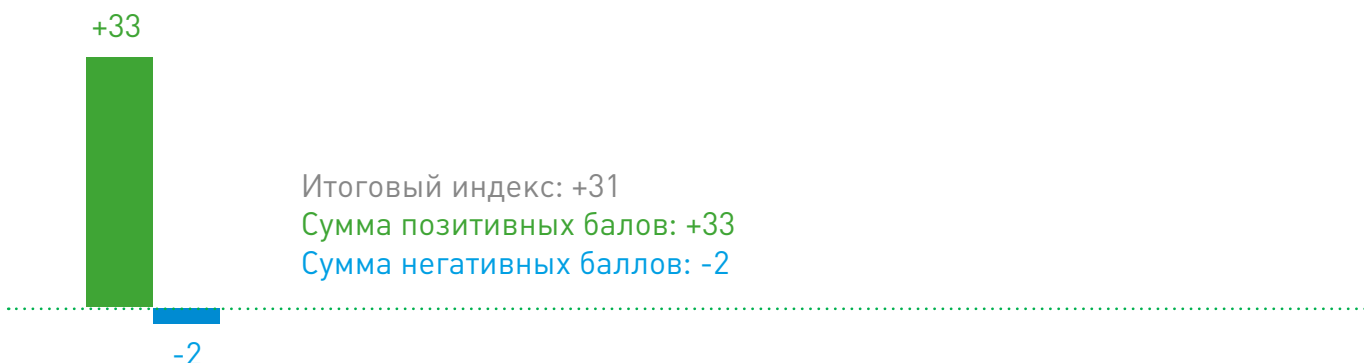 +33
Итоговый индекс: +31
Сумма позитивных балов: +33
Сумма негативных баллов: -2
-2